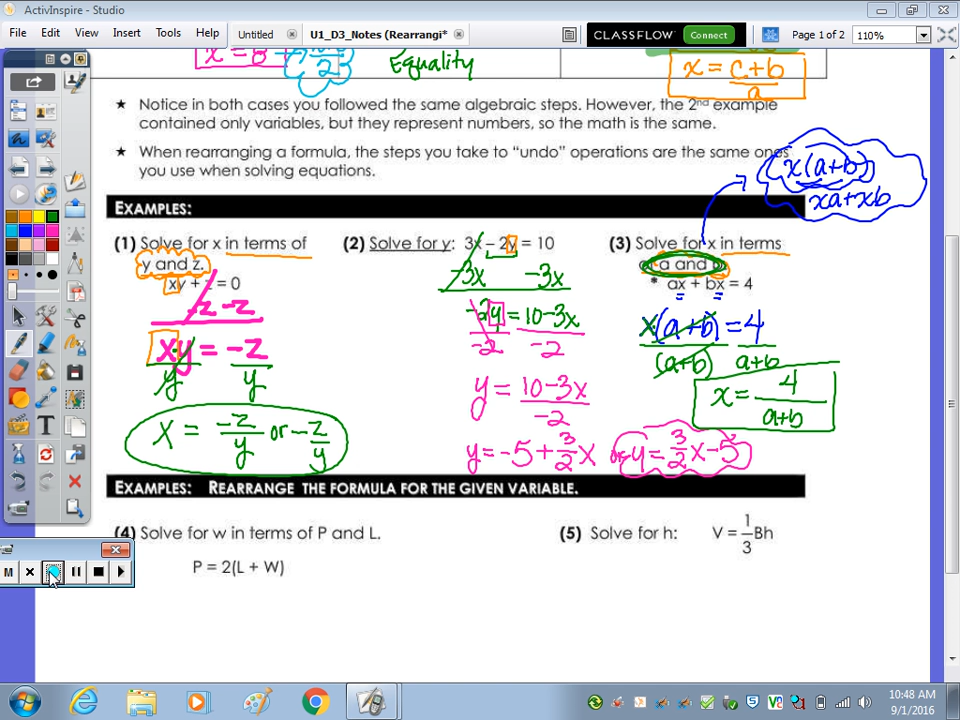 ActivInspire - Studio
File Edit View Insert Tools Help Untitled U1_D3_Notes (Rearrangi* CLASSFLOW Connect Page 1 of 2 110%
x = 8 + 2
Equality
x = c+b
a
★ Notice in both cases you followed the same algebraic steps. However, the 2nd example
contained only variables, but they represent numbers, so the math is the same.
★ When rearranging a formula, the steps you take to "undo" operations are the same ones
you use when solving equations.
x(a+b)
xa+xb
EXAMPLES:
(1) Solve for x in terms of
y and z.
xy + z = 0
-z -z
xy = -z
y y
x = -z/y or -z/y
(2) Solve for y: 3x – 2y = 10
-3x -3x
-2y = 10-3x
-2 -2
y = 10-3x
-2
y = -5 + 3/2 x or y = 3/2 x - 5
(3) Solve for x in terms
a and b
* ax + bx = 4
x(a+b) = 4
(a+b) a+b
x = 4
a+b
EXAMPLES: REARRANGE THE FORMULA FOR THE GIVEN VARIABLE.
(4) Solve for w in terms of P and L.
P = 2(L + W)
(5) Solve for h: V = 1/3 Bh
M
10:48 AM
9/1/2016